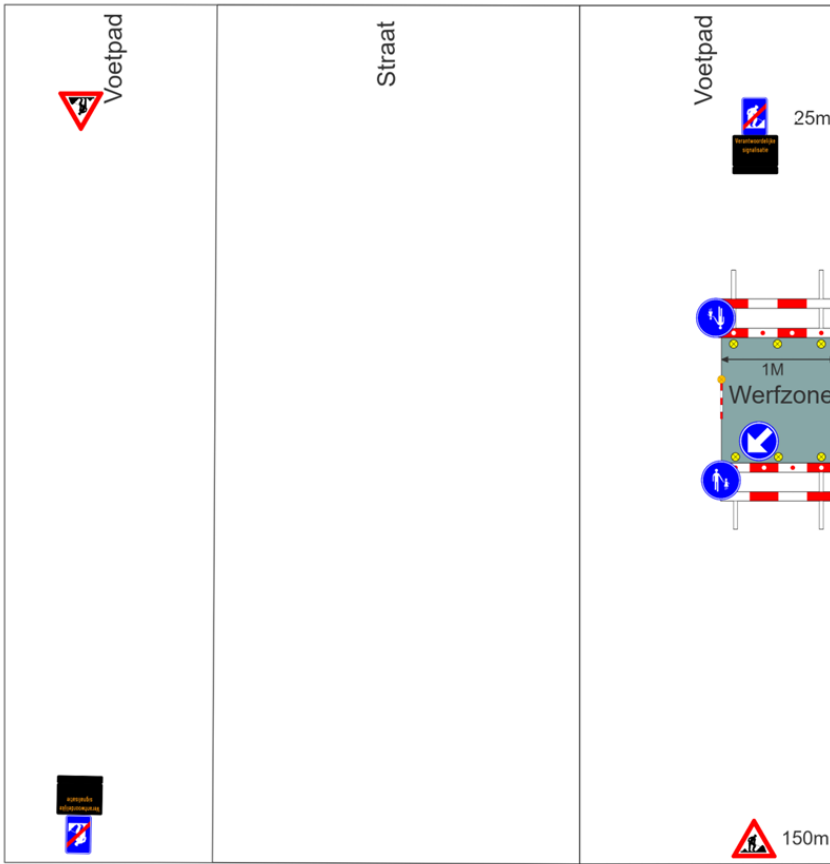 Voetpad
Straat
Voetpad
25m
Verantwoordelijke
signalisatie
1M
Werfzone
Verantwoordelijke
signalisatie
150m